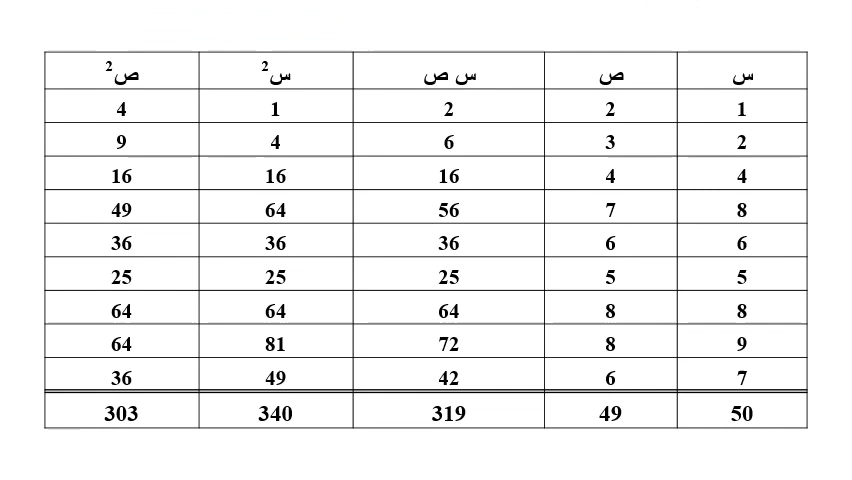 س ص س ص س² ص²
1 2 2 1 4
2 3 6 4 9
4 4 16 16 16
8 7 56 64 49
6 6 36 36 36
5 5 25 25 25
8 8 64 64 64
9 8 72 81 64
7 6 42 49 36
50 49 319 340 303